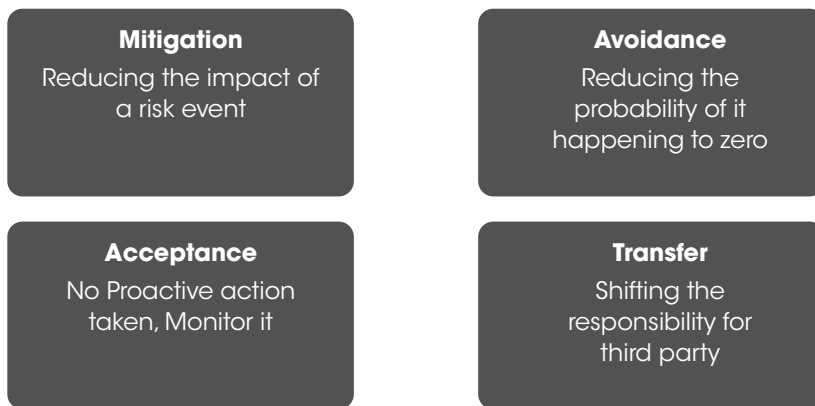 Mitigation
Reducing the impact of
a risk event
Avoidance
Reducing the
probability of it
happening to zero
Acceptance
No Proactive action
taken, Monitor it
Transfer
Shifting the
responsibility for
third party